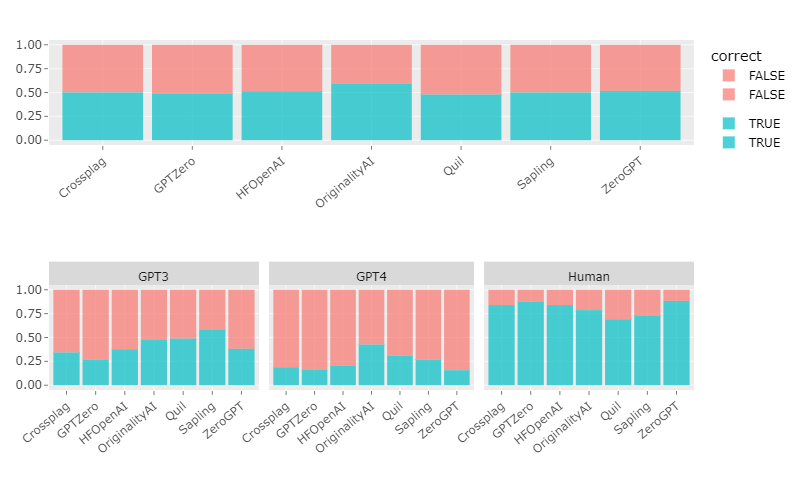 1.00
0.75
0.50
0.25
0.00
Crossplag
GPTZero
HFOpenAI
OriginalityAI
Quil
Sapling
ZeroGPT
correct
FALSE
FALSE
TRUE
TRUE
GPT3
GPT4
Human
1.00
0.75
0.50
0.25
0.00
Crossplag
GPTZero
HFOpenAI
OriginalityAI
Quil
Sapling
ZeroGPT
Crossplag
GPTZero
HFOpenAI
OriginalityAI
Quil
Sapling
ZeroGPT
Crossplag
GPTZero
HFOpenAI
OriginalityAI
Quil
Sapling
ZeroGPT